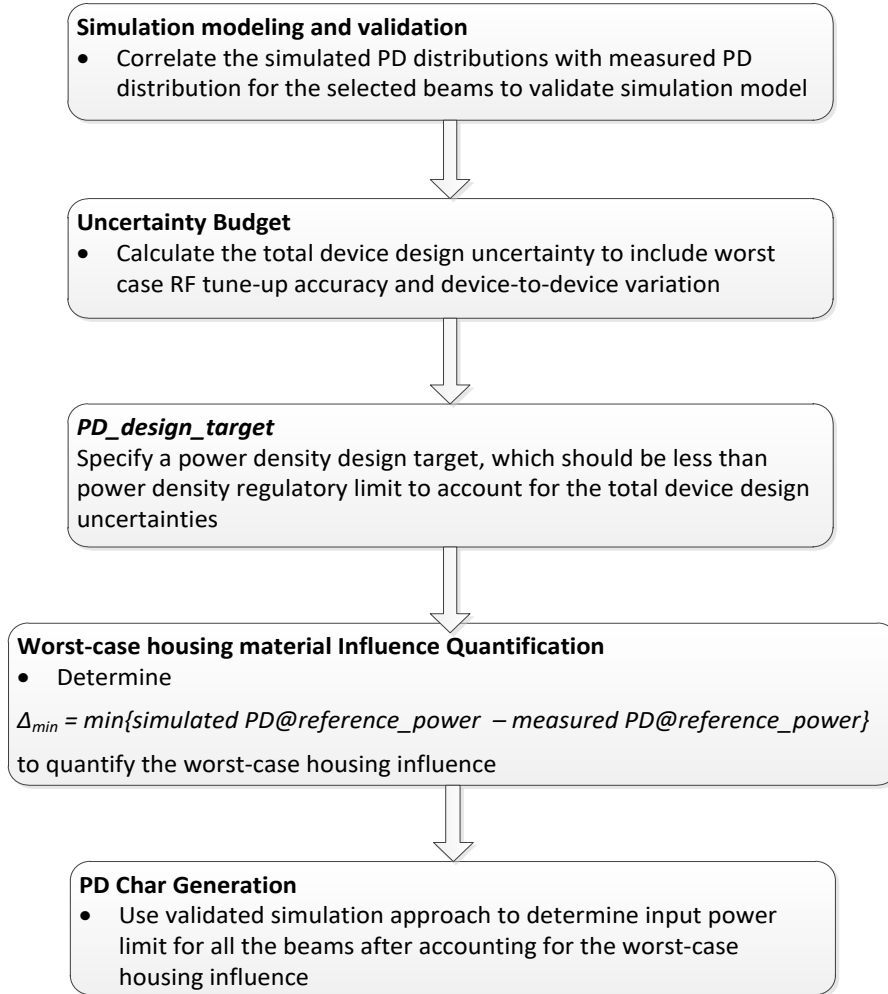 Simulation modeling and validation
• Correlate the simulated PD distributions with measured PD
distribution for the selected beams to validate simulation model
Uncertainty Budget
• Calculate the total device design uncertainty to include worst
case RF tune-up accuracy and device-to-device variation
PD_design_target
Specify a power density design target, which should be less than
power density regulatory limit to account for the total device design
uncertainties
Worst-case housing material Influence Quantification
• Determine
Δmin = min{simulated PD@reference_power – measured PD@reference_power}
to quantify the worst-case housing influence
PD Char Generation
• Use validated simulation approach to determine input power
limit for all the beams after accounting for the worst-case
housing influence